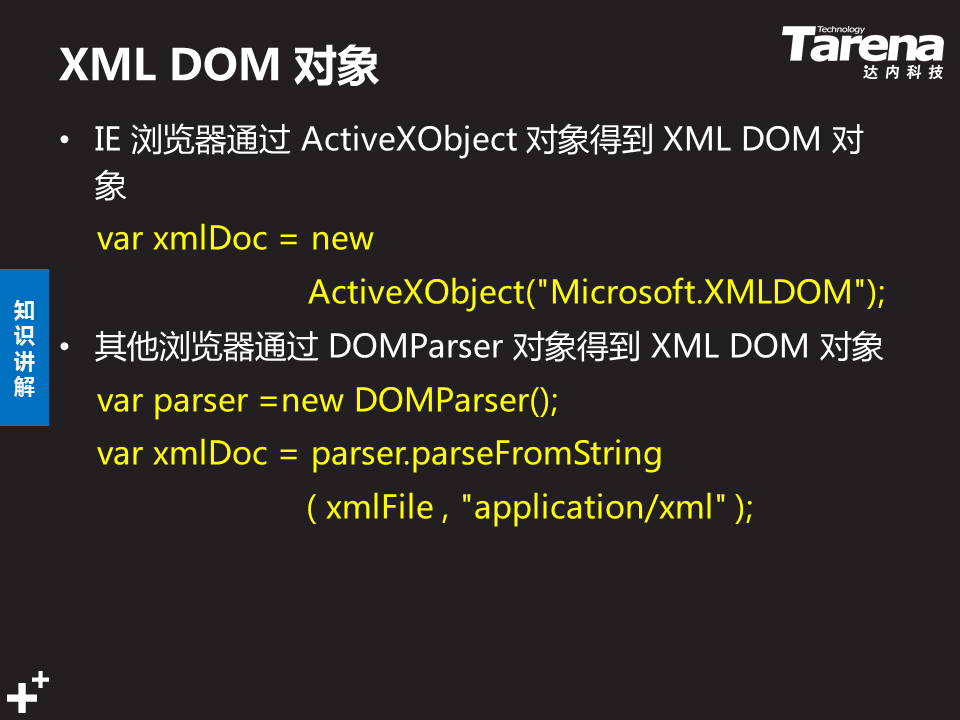 XML DOM 对象
Technology
Tarena
达内科技
• IE 浏览器通过 ActiveXObject 对象得到 XML DOM 对
象
var xmlDoc = new
ActiveXObject("Microsoft.XMLDOM");
• 其他浏览器通过 DOMParser 对象得到 XML DOM 对象
var parser =new DOMParser();
var xmlDoc = parser.parseFromString
( xmlFile , "application/xml" );
知
识
讲
解